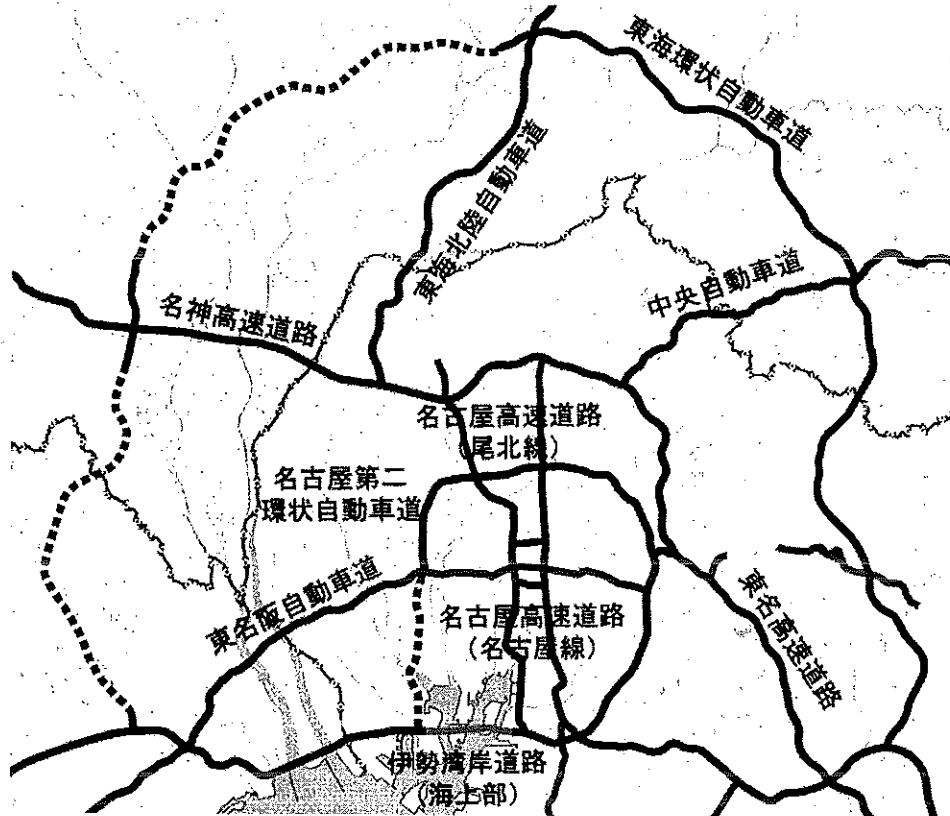 東海環状自動車道
東海北陸自動車道
中央自動車道
名神高速道路
名古屋高速道路
（尾北線）
名古屋第二
環状自動車道
東名阪自動車道
名古屋高速道路
（名古屋線）
東名高速道路
伊勢湾岸道路
（海上部）